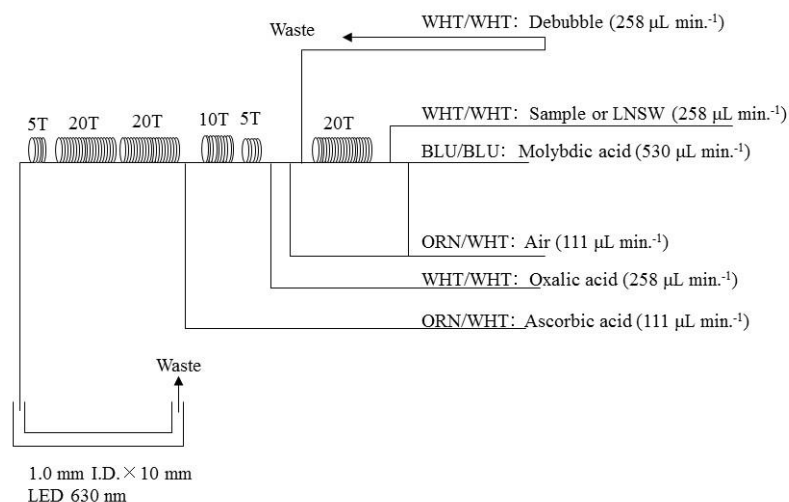 Waste
WHT/WHT: Debubble (258 μL min.-1)
5T
20T
20T
10T
5T
20T
WHT/WHT: Sample or LNSW (258 μL min.-1)
BLU/BLU: Molybdic acid (530 μL min.-1)
ORN/WHT: Air (111 μL min.-1)
WHT/WHT: Oxalic acid (258 μL min.-1)
ORN/WHT: Ascorbic acid (111 μL min.-1)
Waste
1.0 mm I.D.×10 mm
LED 630 nm